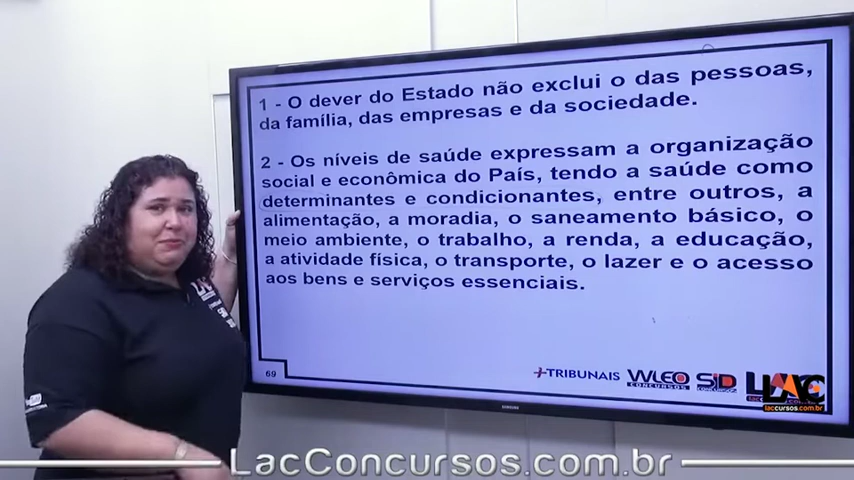 1 - O dever do Estado não exclui o das pessoas,
da família, das empresas e da sociedade.
2 - Os níveis de saúde expressam a organização
social e econômica do País, tendo a saúde como
determinantes e condicionantes, entre outros, a
alimentação, a moradia, o saneamento básico, o
meio ambiente, o trabalho, a renda, a educação,
a atividade física, o transporte, o lazer e o acesso
aos bens e serviços essenciais.
69
+TRIBUNAIS
WLEO
CONCURSOS
SID
CONCURSOS
LAC
laccursos.com.br
SAMSUNG
LacConcursos.com.br